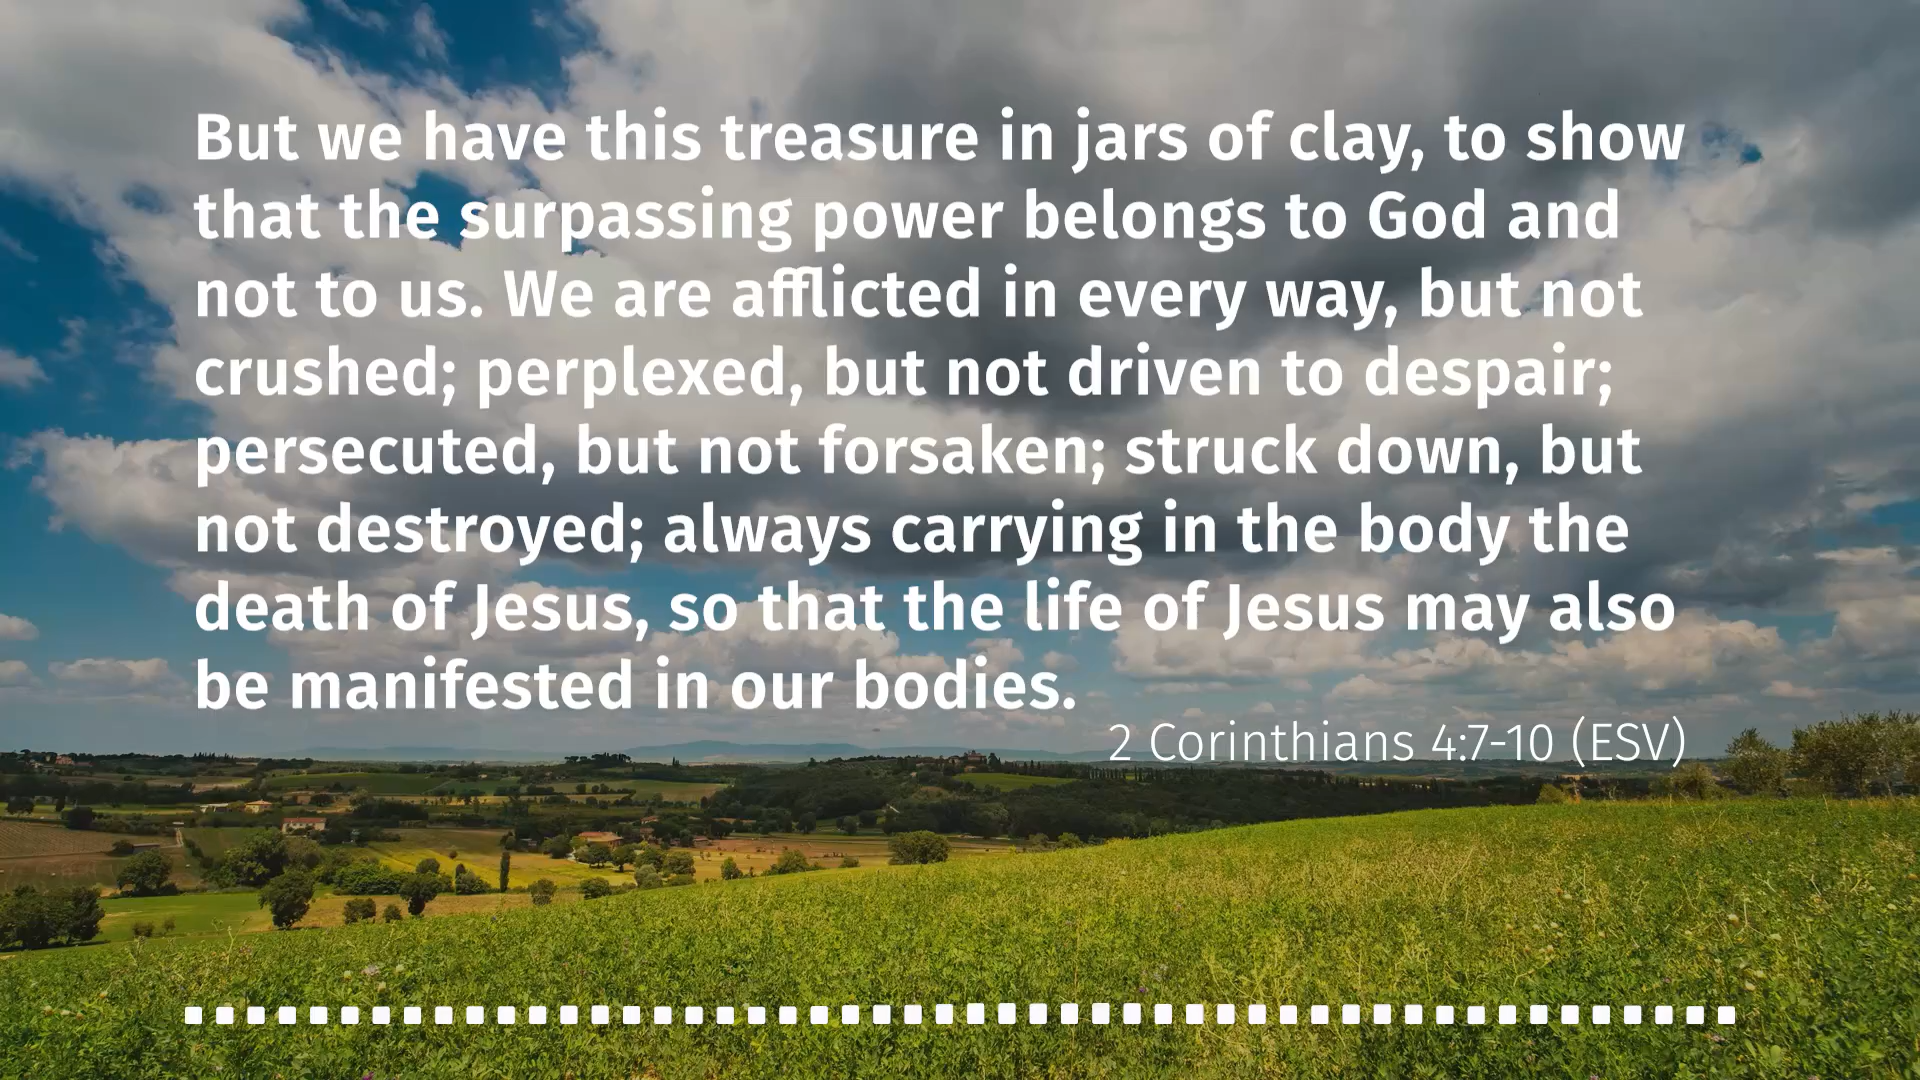 But we have this treasure in jars of clay, to show
that the surpassing power belongs to God and
not to us. We are afflicted in every way, but not
crushed; perplexed, but not driven to despair;
persecuted, but not forsaken; struck down, but
not destroyed; always carrying in the body the
death of Jesus, so that the life of Jesus may also
be manifested in our bodies.
2 Corinthians 4:7-10 (ESV)